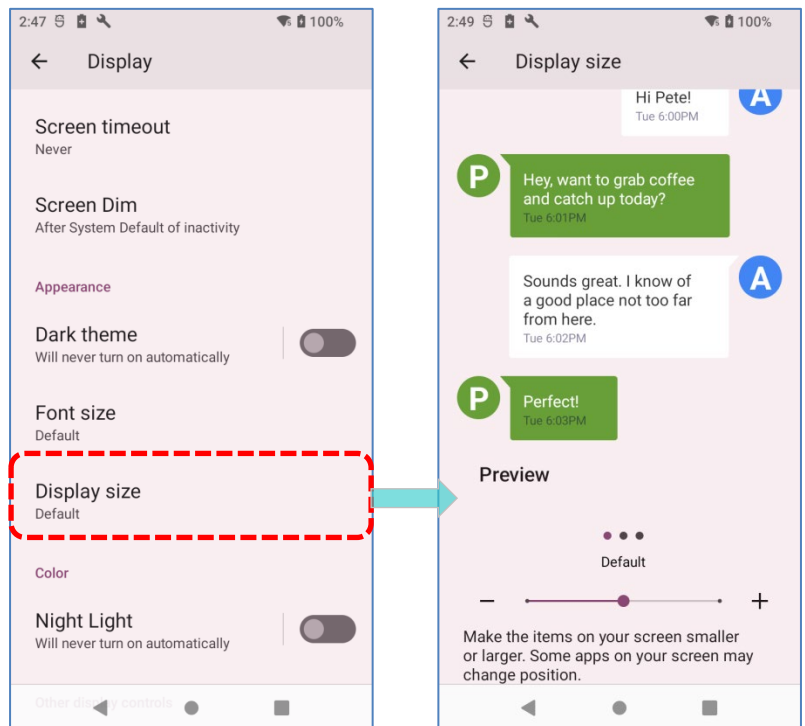 2:47 100%
Display
Screen timeout
Never
Screen Dim
After System Default of inactivity
Appearance
Dark theme
Will never turn on automatically
Font size
Default
Display size
Default
Color
Night Light
Will never turn on automatically
Other display controls
2:49 100%
Display size
Hi Pete!
Tue 6:00PM
A
P
Hey, want to grab coffee
and catch up today?
Tue 6:01PM
A
Sounds great. I know of
a good place not too far
from here.
Tue 6:02PM
P
Perfect!
Tue 6:03PM
Preview
Default
− +
Make the items on your screen smaller
or larger. Some apps on your screen may
change position.